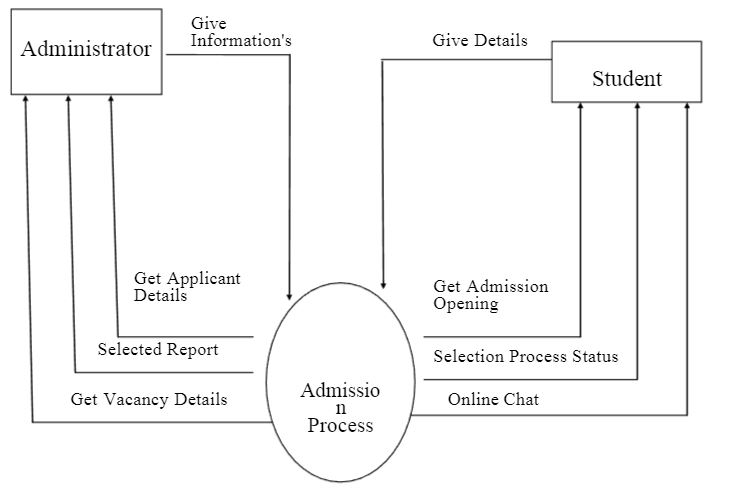 Administrator
Give
Information's
Give Details
Student
Get Applicant
Details
Get Admission
Opening
Selected Report
Selection Process Status
Get Vacancy Details
Online Chat
Admissio
n
Process